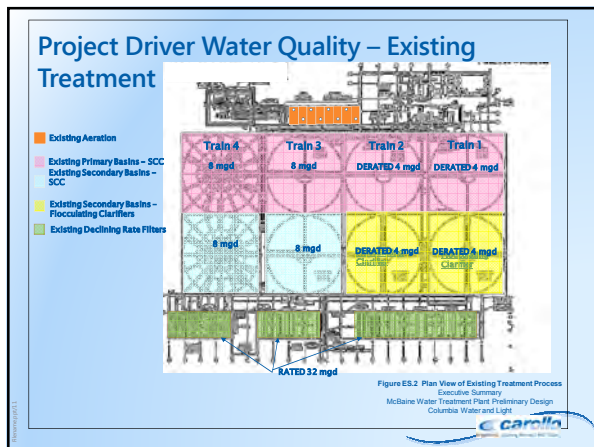 Project Driver Water Quality – Existing
Treatment
Existing Aeration
Existing Primary Basins – SCC
Existing Secondary Basins –
SCC
Existing Secondary Basins –
Flocculating Clarifiers
Existing Declining Rate Filters
Train 4
Train 3
Train 2
Train 1
8 mgd
8 mgd
DERATED 4 mgd
DERATED 4 mgd
8 mgd
8 mgd
DERATED 4 mgd
DERATED 4 mgd
Clarifier
Clarifier
RATED 32 mgd
Figure ES.2 Plan View of Existing Treatment Process
Executive Summary
McBaine Water Treatment Plant Preliminary Design
Columbia Water and Light
carollo